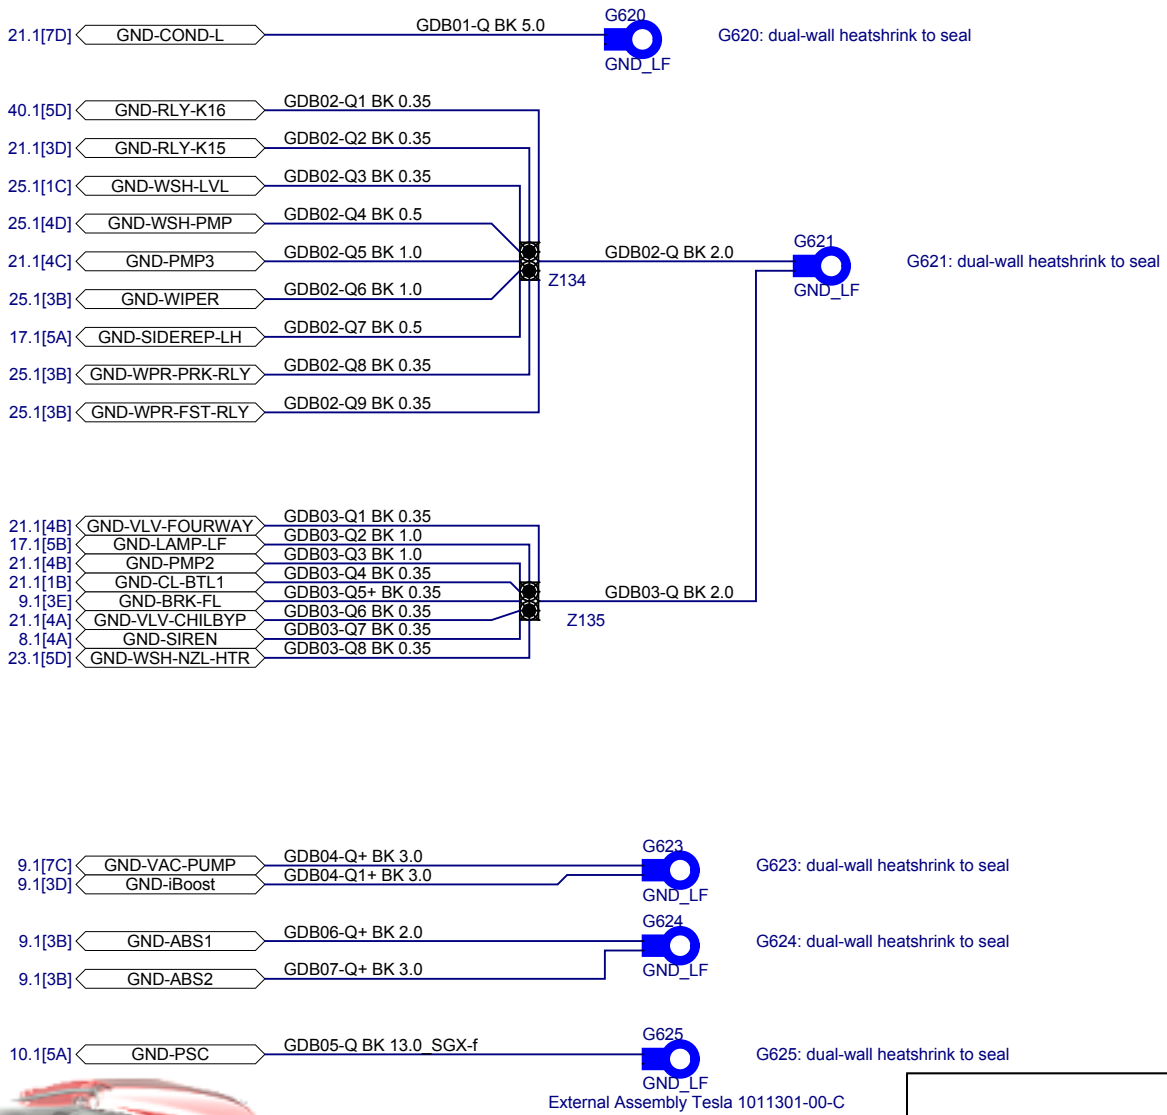 G620
21.1[7D] GND-COND-L GDB01-Q BK 5.0 G620: dual-wall heatshrink to seal
GND_LF
40.1[5D] GND-RLY-K16 GDB02-Q1 BK 0.35
21.1[3D] GND-RLY-K15 GDB02-Q2 BK 0.35
25.1[1C] GND-WSH-LVL GDB02-Q3 BK 0.35
25.1[4D] GND-WSH-PMP GDB02-Q4 BK 0.5
G621
21.1[4C] GND-PMP3 GDB02-Q5 BK 1.0 GDB02-Q BK 2.0 G621: dual-wall heatshrink to seal
Z134
GND_LF
25.1[3B] GND-WIPER GDB02-Q6 BK 1.0
17.1[5A] GND-SIDEREP-LH GDB02-Q7 BK 0.5
25.1[3B] GND-WPR-PRK-RLY GDB02-Q8 BK 0.35
25.1[3B] GND-WPR-FST-RLY GDB02-Q9 BK 0.35
21.1[4B] GND-VLV-FOURWAY GDB03-Q1 BK 0.35
17.1[5B] GND-LAMP-LF GDB03-Q2 BK 1.0
21.1[4B] GND-PMP2 GDB03-Q3 BK 1.0
21.1[1B] GND-CL-BTL1 GDB03-Q4 BK 0.35
9.1[3E] GND-BRK-FL GDB03-Q5+ BK 0.35 GDB03-Q BK 2.0
21.1[4A] GND-VLV-CHILBYP GDB03-Q6 BK 0.35 Z135
8.1[4A] GND-SIREN GDB03-Q7 BK 0.35
23.1[5D] GND-WSH-NZL-HTR GDB03-Q8 BK 0.35
G623
9.1[7C] GND-VAC-PUMP GDB04-Q+ BK 3.0 G623: dual-wall heatshrink to seal
9.1[3D] GND-iBoost GDB04-Q1+ BK 3.0
GND_LF
G624
9.1[3B] GND-ABS1 GDB06-Q+ BK 2.0 G624: dual-wall heatshrink to seal
GND_LF
9.1[3B] GND-ABS2 GDB07-Q+ BK 3.0
G625
10.1[5A] GND-PSC GDB05-Q BK 13.0_SGX-f G625: dual-wall heatshrink to seal
GND_LF
External Assembly Tesla 1011301-00-C